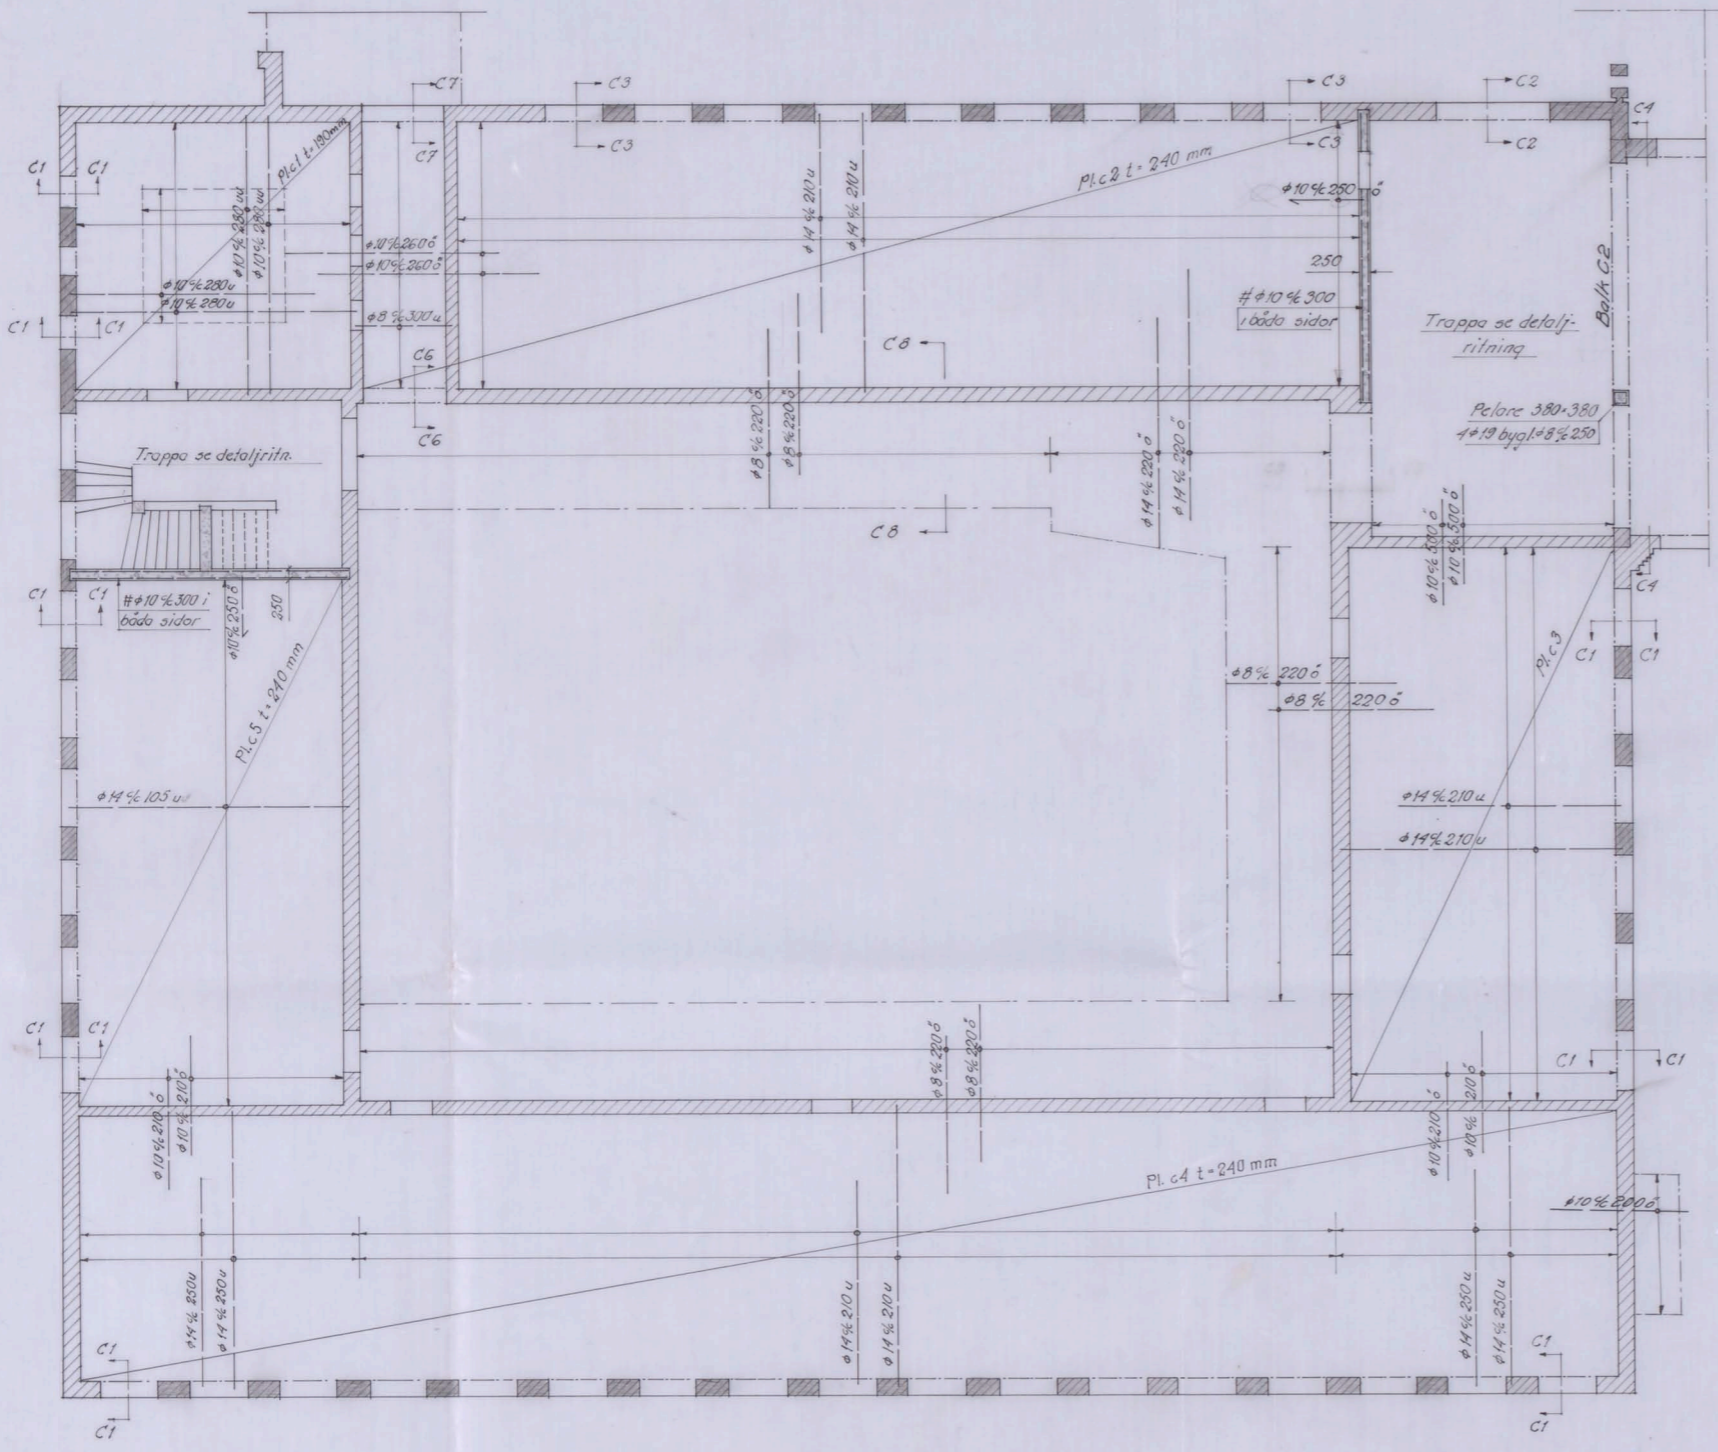 C7
C3
C3
C2
C4
C7
C3
C3
C2
C1
C1
Pl.c1 t=190mm
φ10 % 280 u
φ10 % 280 u
φ10 % 280 u
φ10 % 280 u
φ10 % 260 ö
φ10 % 260 ö
φ8 % 300 u
C1
C1
C6
C6
φ14 % 210 u
φ14 % 210 u
Pl.c2 t=240 mm
φ10 % 250 ö
250
# φ10 % 300
i båda sidor
C8
C8
Trappa se detalj-
ritning
Balk C2
Pelare 380×380
4φ19 bygl. φ8 % 250
Trappa se detaljritn.
φ8 % 220 ö
φ8 % 220 ö
φ14 % 220 ö
φ14 % 220 ö
φ10 % 500 ö
φ10 % 500 ö
C4
C1
C1
# φ10 % 300 i
båda sidor
φ10 % 250 ö
250
Pl.c5 t=240 mm
φ14 % 105 u
φ8 % 220 ö
φ8 % 220 ö
Pl.c3
C1
C1
φ14 % 210 u
φ14 % 210 u
C1
C1
φ10 % 210 ö
φ10 % 210 ö
φ8 % 220 ö
φ8 % 220 ö
C1
C1
φ10 % 210 ö
φ10 % 210 ö
Pl. c4 t=240 mm
φ10 % 200 ö
φ14 % 250 u
φ14 % 250 u
φ14 % 210 u
φ14 % 210 u
φ14 % 250 u
φ14 % 250 u
C1
C1
C1
C1